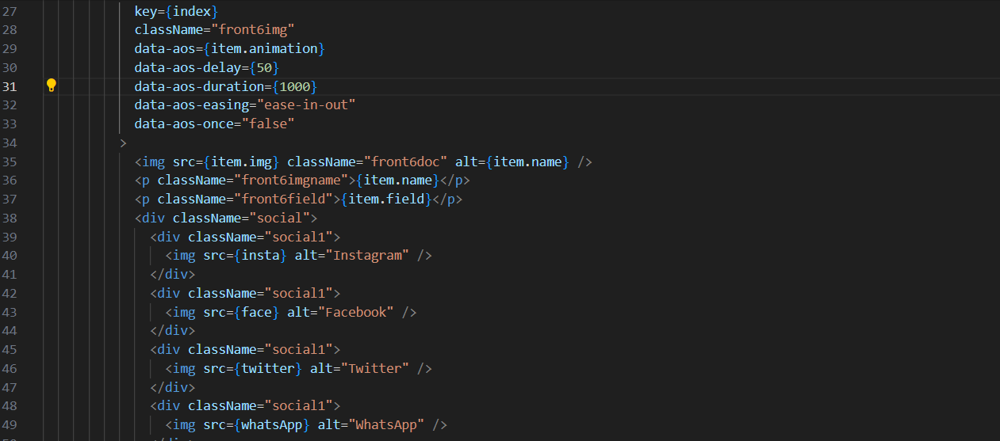 27 key={index}
28 className="front6img"
29 data-aos={item.animation}
30 data-aos-delay={50}
31 data-aos-duration={1000}
32 data-aos-easing="ease-in-out"
33 data-aos-once="false"
34 >
35 <img src={item.img} className="front6doc" alt={item.name} />
36 <p className="front6imgname">{item.name}</p>
37 <p className="front6field">{item.field}</p>
38 <div className="social">
39 <div className="social1">
40 <img src={insta} alt="Instagram" />
41 </div>
42 <div className="social1">
43 <img src={face} alt="Facebook" />
44 </div>
45 <div className="social1">
46 <img src={twitter} alt="Twitter" />
47 </div>
48 <div className="social1">
49 <img src={whatsApp} alt="WhatsApp" />